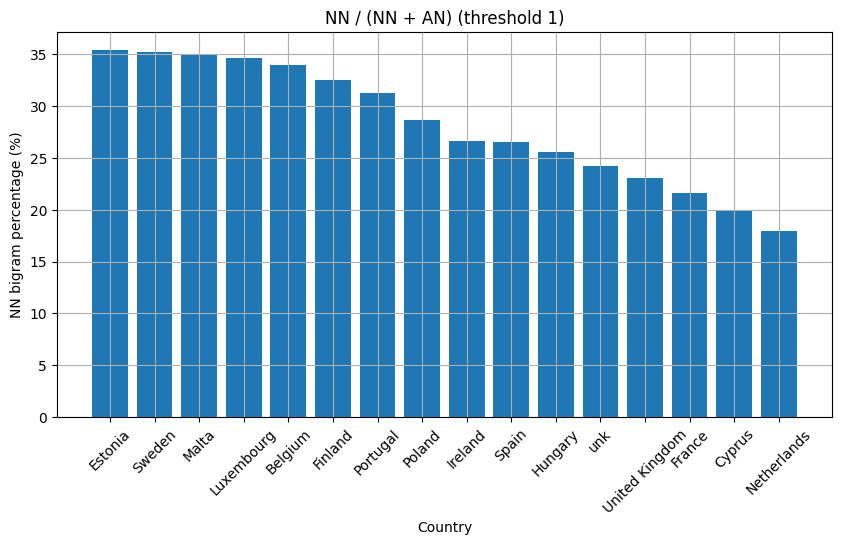 NN / (NN + AN) (threshold 1)
NN bigram percentage (%)
35
30
25
20
15
10
5
0
Estonia
Sweden
Malta
Luxembourg
Belgium
Finland
Portugal
Poland
Ireland
Spain
Hungary
unk
United Kingdom
France
Cyprus
Netherlands
Country